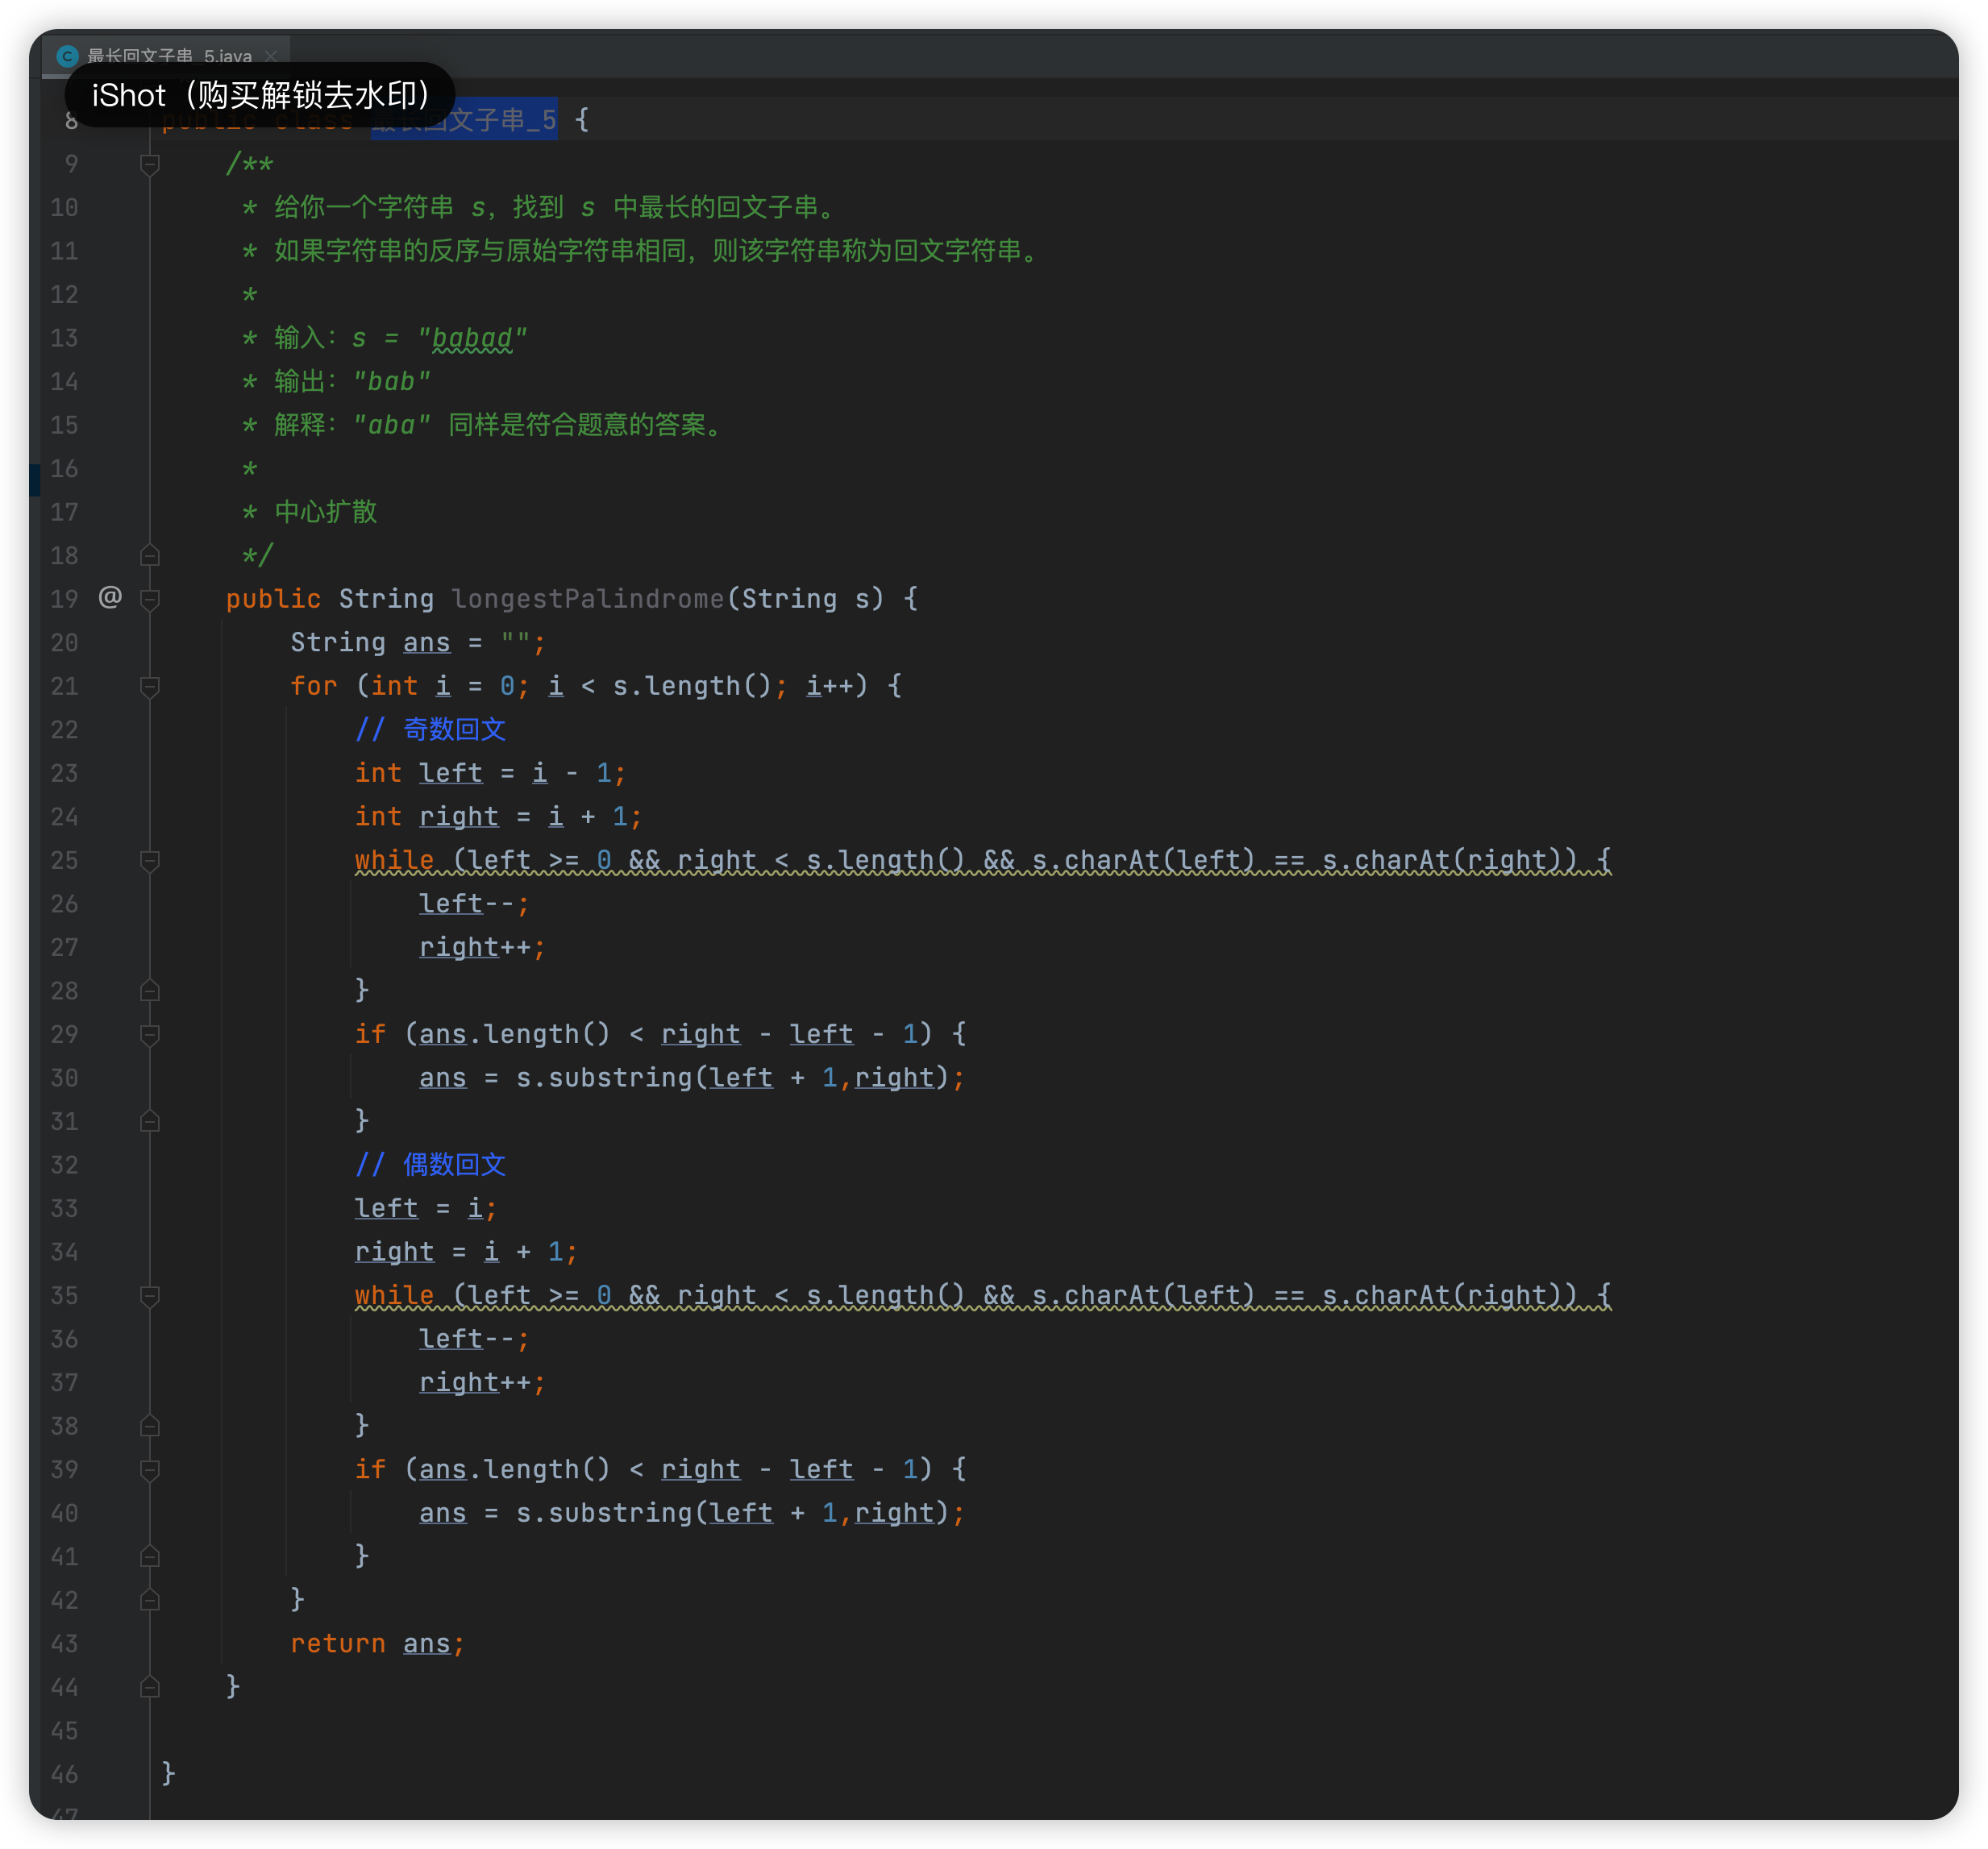 最长回文子串_5.java
iShot（购买解锁去水印）
8 public class 最长回文子串_5 {
9 /**
10 * 给你一个字符串 s，找到 s 中最长的回文子串。
11 * 如果字符串的反序与原始字符串相同，则该字符串称为回文字符串。
12 *
13 * 输入：s = "babad"
14 * 输出："bab"
15 * 解释："aba" 同样是符合题意的答案。
16 *
17 * 中心扩散
18 */
19 @ public String longestPalindrome(String s) {
20 String ans = "";
21 for (int i = 0; i < s.length(); i++) {
22 // 奇数回文
23 int left = i - 1;
24 int right = i + 1;
25 while (left >= 0 && right < s.length() && s.charAt(left) == s.charAt(right)) {
26 left--;
27 right++;
28 }
29 if (ans.length() < right - left - 1) {
30 ans = s.substring(left + 1,right);
31 }
32 // 偶数回文
33 left = i;
34 right = i + 1;
35 while (left >= 0 && right < s.length() && s.charAt(left) == s.charAt(right)) {
36 left--;
37 right++;
38 }
39 if (ans.length() < right - left - 1) {
40 ans = s.substring(left + 1,right);
41 }
42 }
43 return ans;
44 }
45
46 }
47